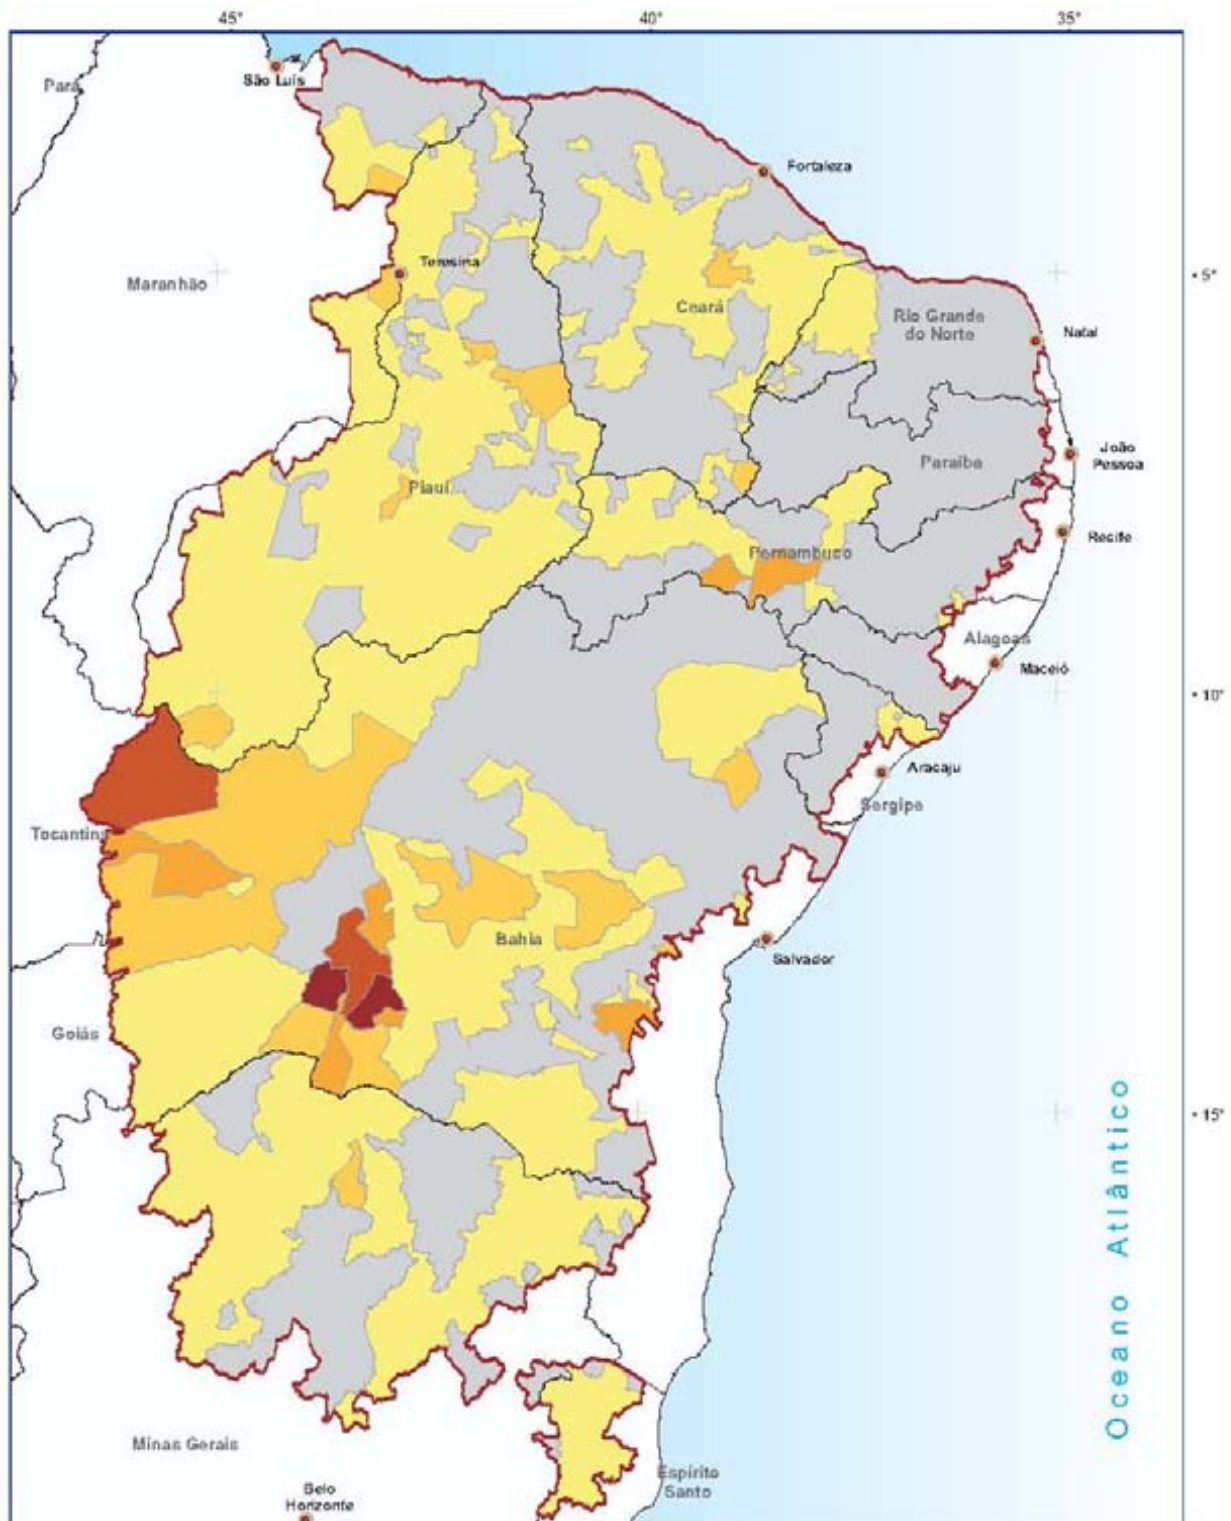 45°
40°
35°
Pará
São Luís
Fortaleza
Maranhão
Teresina
5°
Ceará
Rio Grande
do Norte
Natal
João
Pessoa
Paraíba
Piauí
Recife
Pernambuco
Alagoas
Maceió
10°
Aracaju
Sergipe
Tocantins
Bahia
Salvador
Goiás
15°
Oceano Atlântico
Minas Gerais
Espírito
Santo
Belo
Horizonte